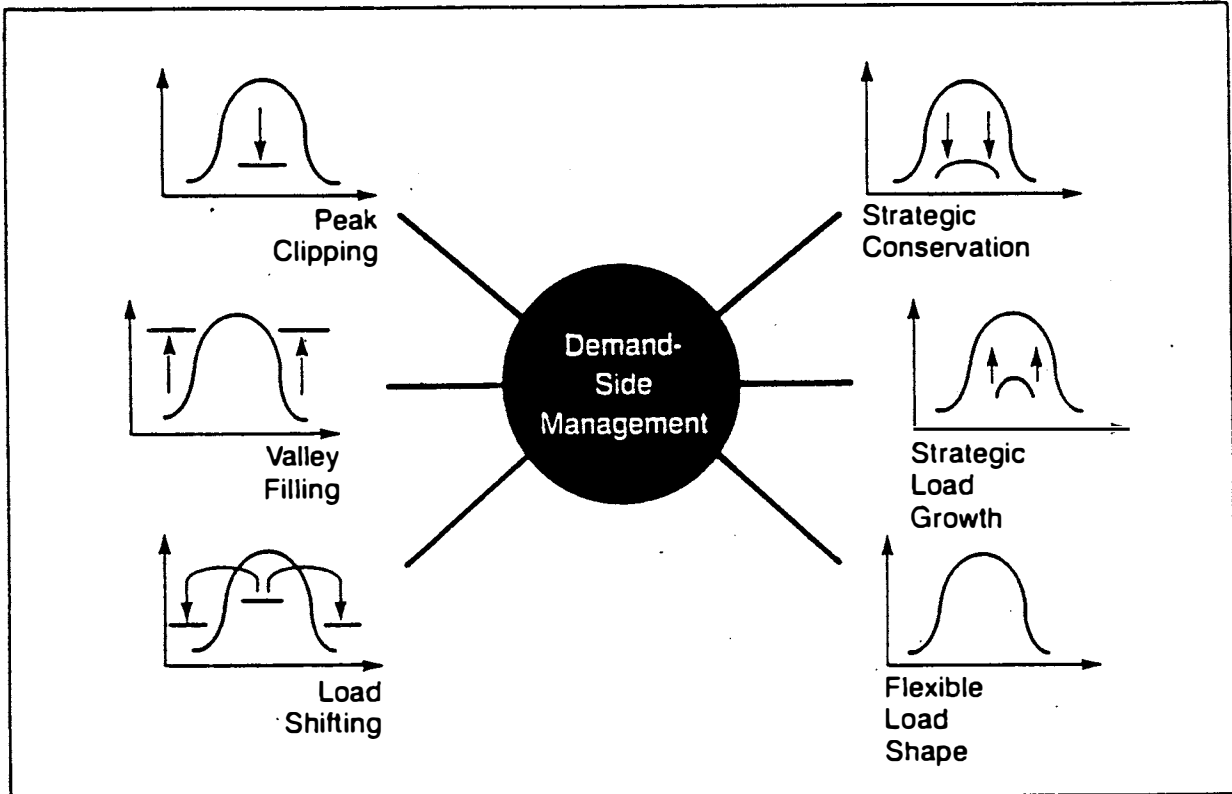 Peak
Clipping
Strategic
Conservation
Demand-
Side
Management
Valley
Filling
Strategic
Load
Growth
Load
Shifting
Flexible
Load
Shape